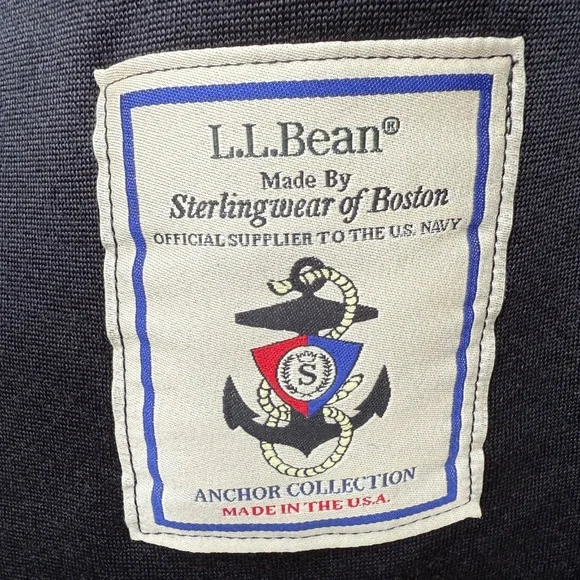 L.L.Bean®
Made By
Sterlingwear of Boston
OFFICIAL SUPPLIER TO THE U.S. NAVY
S
ANCHOR COLLECTION
MADE IN THE U.S.A.